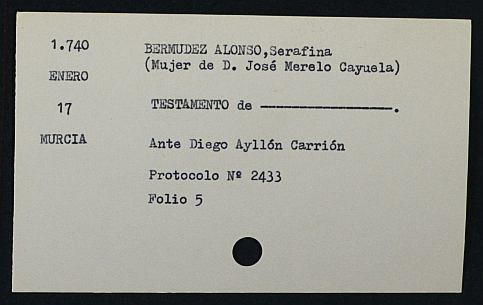 1.740
ENERO
17
MURCIA
BERMUDEZ ALONSO,Serafina
(Mujer de D. José Merelo Cayuela)
TESTAMENTO de ——————————.
Ante Diego Ayllón Carrión
Protocolo Nº 2433
Folio 5